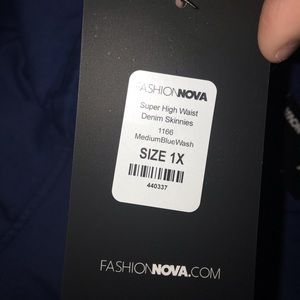 FASHIONNOVA
Super High Waist
Denim Skinnies
1166
MediumBlueWash
SIZE 1X
440337
FASHIONNOVA.COM